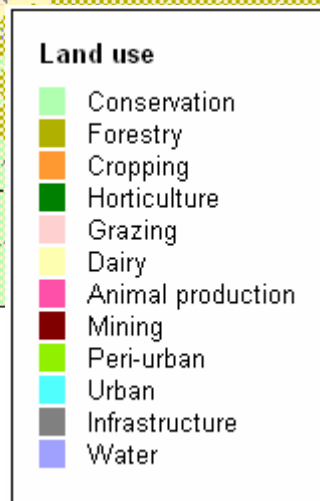 Land use
Conservation
Forestry
Cropping
Horticulture
Grazing
Dairy
Animal production
Mining
Peri-urban
Urban
Infrastructure
Water